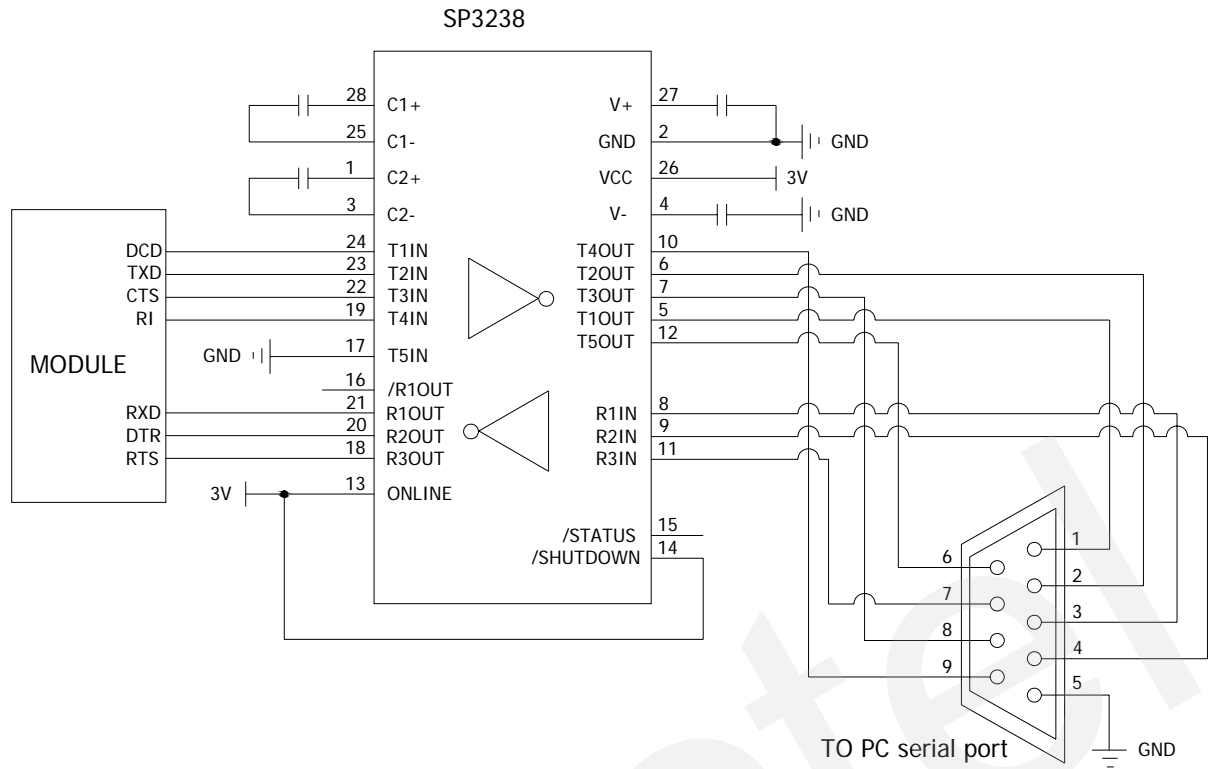 SP3238
28 C1+ V+ 27
25 C1- GND 2 GND
1 C2+ VCC 26 3V
3 C2- V- 4 GND
DCD 24 T1IN T4OUT 10
TXD 23 T2IN T2OUT 6
CTS 22 T3IN T3OUT 7
RI 19 T4IN T1OUT 5
T5OUT 12
MODULE GND 17 T5IN
16 /R1OUT
RXD 21 R1OUT R1IN 8
DTR 20 R2OUT R2IN 9
RTS 18 R3OUT R3IN 11
3V 13 ONLINE
/STATUS 15
/SHUTDOWN 14
1
6
2
7
3
8
4
9
5
TO PC serial port GND